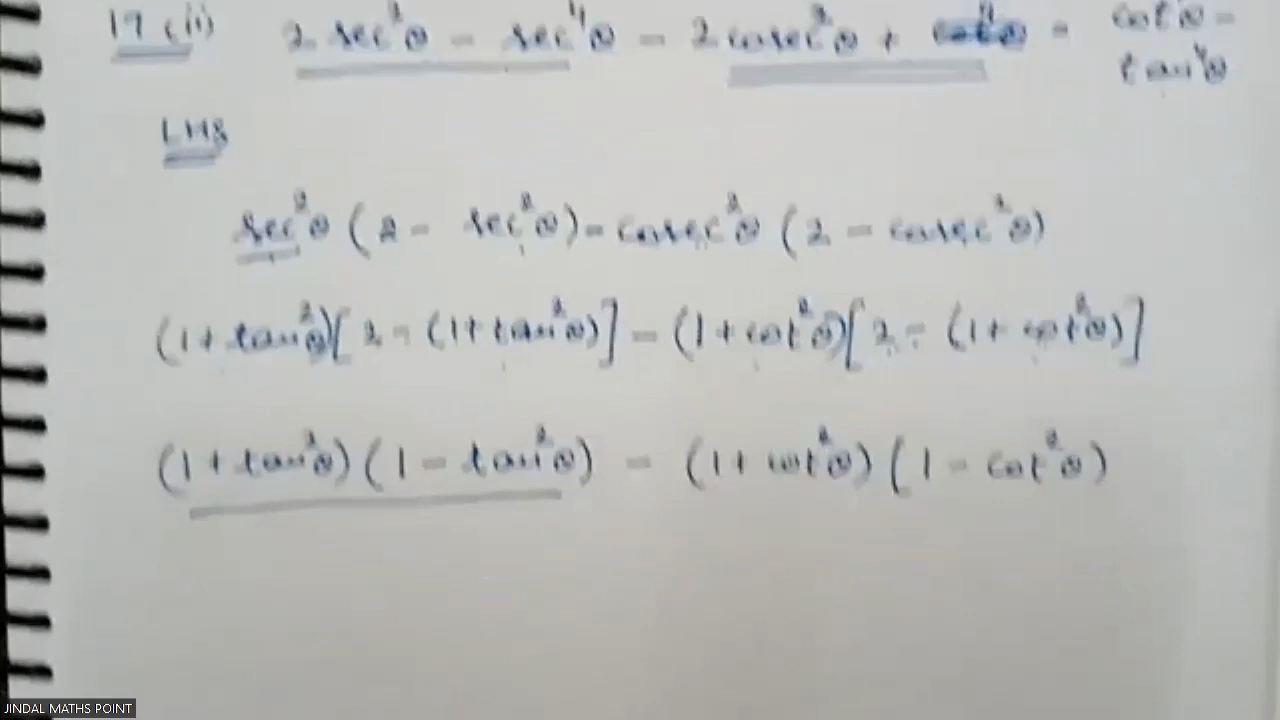 17 (ii) 2 sec²θ - sec⁴θ - 2 cosec²θ + cot⁴θ = cot⁴θ -
tan⁴θ
LHS
sec²θ (2 - sec²θ) - cosec²θ (2 - cosec²θ)
(1 + tan²θ)[2 - (1 + tan²θ)] - (1 + cot²θ)[2 - (1 + cot²θ)]
(1 + tan²θ)(1 - tan²θ) - (1 + cot²θ)(1 - cot²θ)
JINDAL MATHS POINT